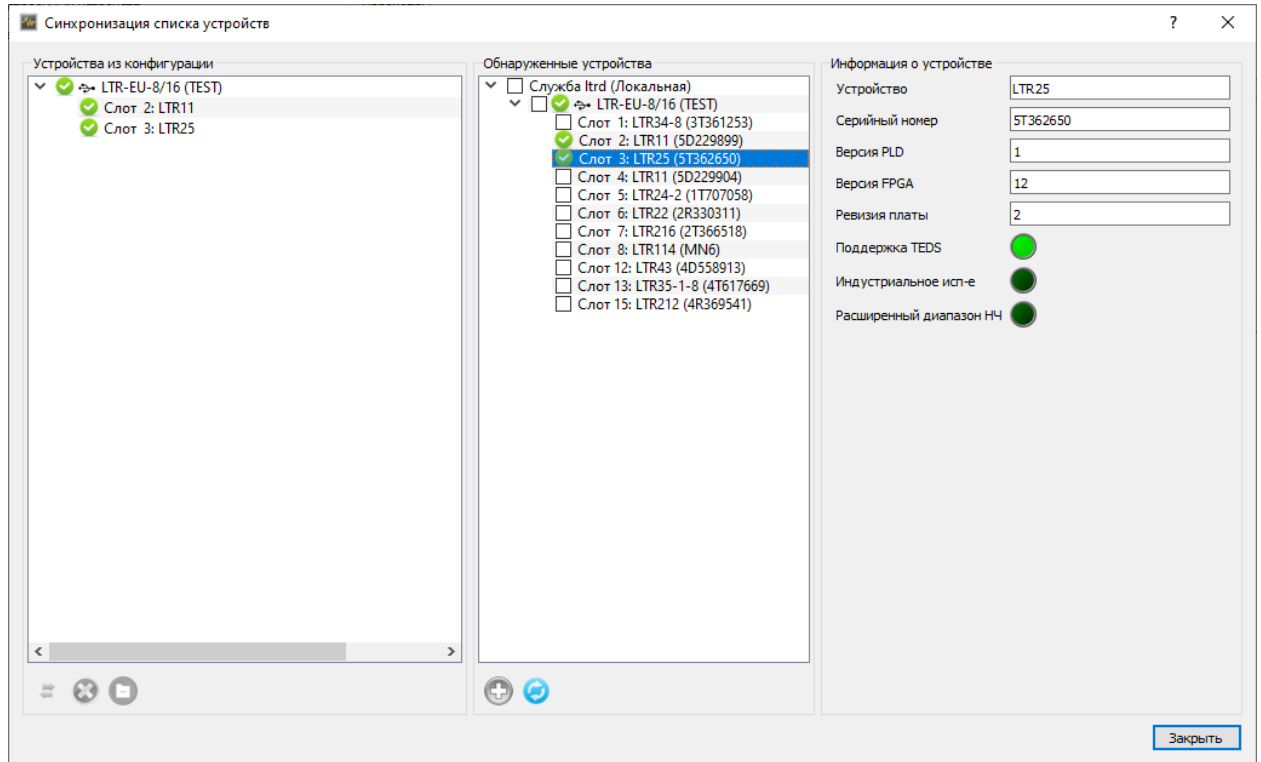 Синхронизация списка устройств
Устройства из конфигурации
LTR-EU-8/16 (TEST)
Слот 2: LTR11
Слот 3: LTR25
Обнаруженные устройства
Служба ltrd (Локальная)
LTR-EU-8/16 (TEST)
Слот 1: LTR34-8 (3T361253)
Слот 2: LTR11 (5D229899)
Слот 3: LTR25 (5T362650)
Слот 4: LTR11 (5D229904)
Слот 5: LTR24-2 (1T707058)
Слот 6: LTR22 (2R330311)
Слот 7: LTR216 (2T366518)
Слот 8: LTR114 (MN6)
Слот 12: LTR43 (4D558913)
Слот 13: LTR35-1-8 (4T617669)
Слот 15: LTR212 (4R369541)
Информация о устройстве
Устройство LTR25
Серийный номер 5T362650
Версия PLD 1
Версия FPGA 12
Ревизия платы 2
Поддержка TEDS
Индустриальное исп-е
Расширенный диапазон НЧ
Закрыть